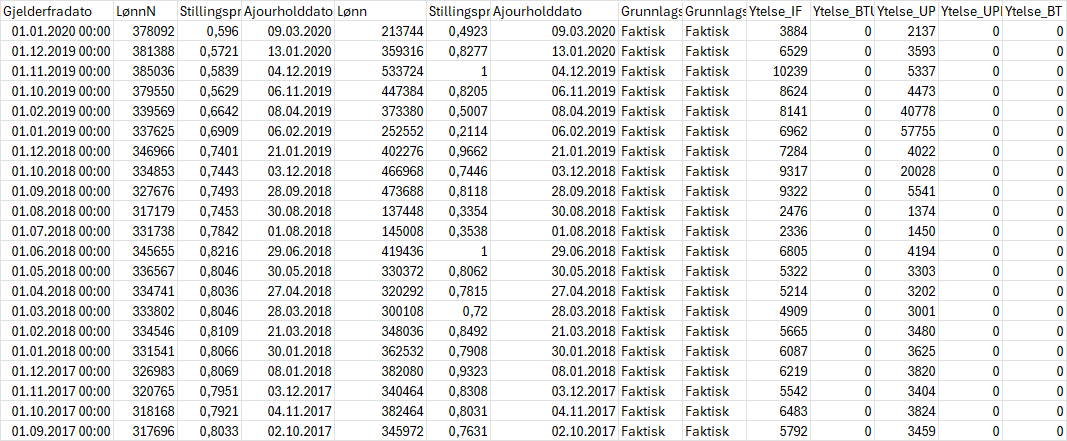 Gjelderfradato LønnN Stillingspr Ajourholddato Lønn Stillingspr Ajourholddato Grunnlags Grunnlags Ytelse_IF Ytelse_BTU Ytelse_UP Ytelse_UPI Ytelse_BT
01.01.2020 00:00 378092 0,596 09.03.2020 213744 0,4923 09.03.2020 Faktisk Faktisk 3884 0 2137 0 0
01.12.2019 00:00 381388 0,5721 13.01.2020 359316 0,8277 13.01.2020 Faktisk Faktisk 6529 0 3593 0 0
01.11.2019 00:00 385036 0,5839 04.12.2019 533724 1 04.12.2019 Faktisk Faktisk 10239 0 5337 0 0
01.10.2019 00:00 379550 0,5629 06.11.2019 447384 0,8205 06.11.2019 Faktisk Faktisk 8624 0 4473 0 0
01.02.2019 00:00 339569 0,6642 08.04.2019 373380 0,5007 08.04.2019 Faktisk Faktisk 8141 0 40778 0 0
01.01.2019 00:00 337625 0,6909 06.02.2019 252552 0,2114 06.02.2019 Faktisk Faktisk 6962 0 57755 0 0
01.12.2018 00:00 346966 0,7401 21.01.2019 402276 0,9662 21.01.2019 Faktisk Faktisk 7284 0 4022 0 0
01.10.2018 00:00 334853 0,7443 03.12.2018 466968 0,7446 03.12.2018 Faktisk Faktisk 9317 0 20028 0 0
01.09.2018 00:00 327676 0,7493 28.09.2018 473688 0,8118 28.09.2018 Faktisk Faktisk 9322 0 5541 0 0
01.08.2018 00:00 317179 0,7453 30.08.2018 137448 0,3354 30.08.2018 Faktisk Faktisk 2476 0 1374 0 0
01.07.2018 00:00 331738 0,7842 01.08.2018 145008 0,3538 01.08.2018 Faktisk Faktisk 2336 0 1450 0 0
01.06.2018 00:00 345655 0,8216 29.06.2018 419436 1 29.06.2018 Faktisk Faktisk 6805 0 4194 0 0
01.05.2018 00:00 336567 0,8046 30.05.2018 330372 0,8062 30.05.2018 Faktisk Faktisk 5322 0 3303 0 0
01.04.2018 00:00 334741 0,8036 27.04.2018 320292 0,7815 27.04.2018 Faktisk Faktisk 5214 0 3202 0 0
01.03.2018 00:00 333802 0,8046 28.03.2018 300108 0,72 28.03.2018 Faktisk Faktisk 4909 0 3001 0 0
01.02.2018 00:00 334546 0,8109 21.03.2018 348036 0,8492 21.03.2018 Faktisk Faktisk 5665 0 3480 0 0
01.01.2018 00:00 331541 0,8066 30.01.2018 362532 0,7908 30.01.2018 Faktisk Faktisk 6087 0 3625 0 0
01.12.2017 00:00 326983 0,8069 08.01.2018 382080 0,9323 08.01.2018 Faktisk Faktisk 6219 0 3820 0 0
01.11.2017 00:00 320765 0,7951 03.12.2017 340464 0,8308 03.12.2017 Faktisk Faktisk 5542 0 3404 0 0
01.10.2017 00:00 318168 0,7921 04.11.2017 382464 0,8031 04.11.2017 Faktisk Faktisk 6483 0 3824 0 0
01.09.2017 00:00 317696 0,8033 02.10.2017 345972 0,7631 02.10.2017 Faktisk Faktisk 5792 0 3459 0 0